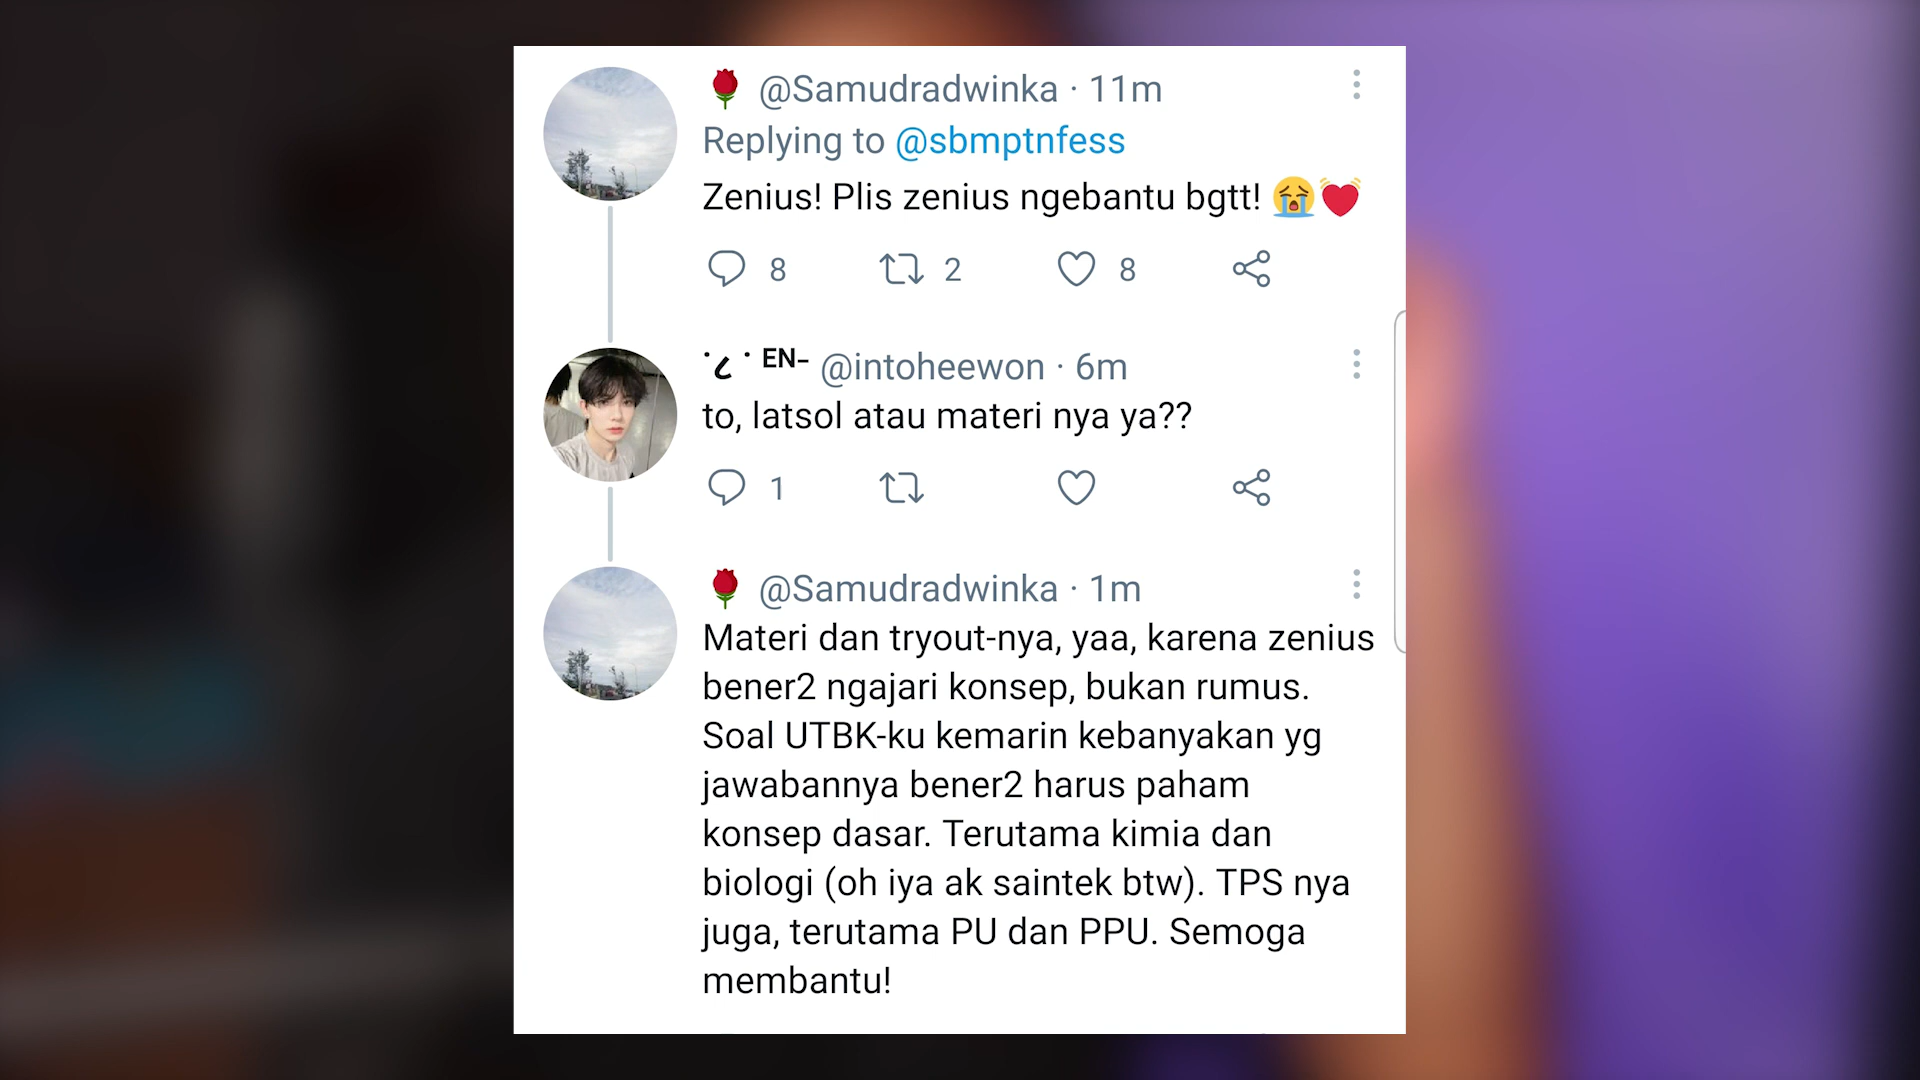 🌹 @Samudradwinka · 11m
Replying to @sbmptnfess
Zenius! Plis zenius ngebantu bgtt! 😭💓
8 2 8
EN- @intoheewon · 6m
to, latsol atau materi nya ya??
1
🌹 @Samudradwinka · 1m
Materi dan tryout-nya, yaa, karena zenius
bener2 ngajari konsep, bukan rumus.
Soal UTBK-ku kemarin kebanyakan yg
jawabannya bener2 harus paham
konsep dasar. Terutama kimia dan
biologi (oh iya ak saintek btw). TPS nya
juga, terutama PU dan PPU. Semoga
membantu!